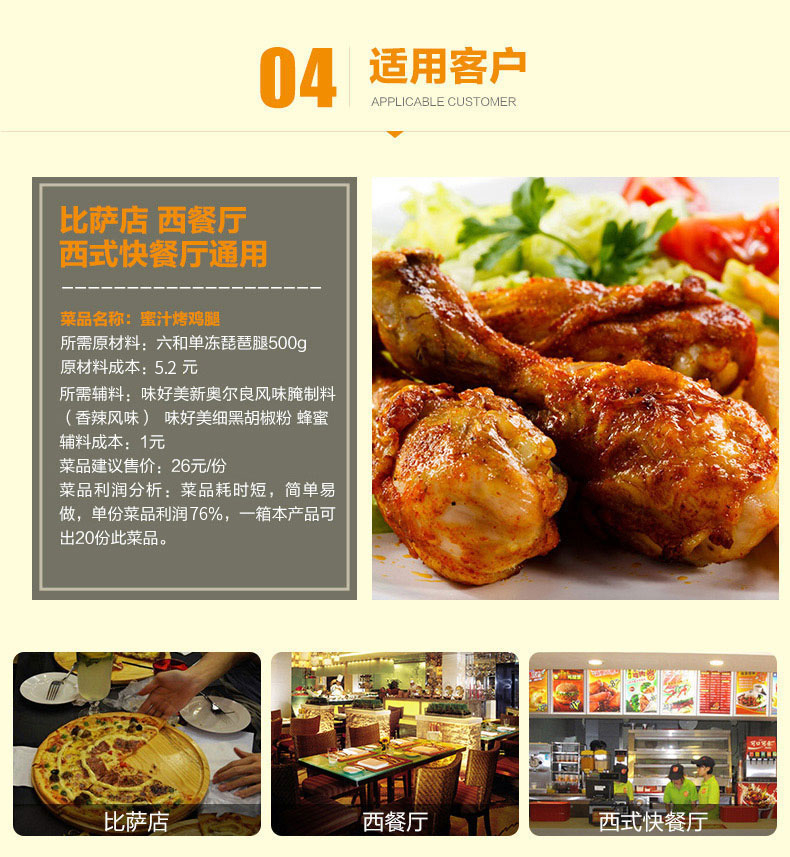 04
适用客户
APPLICABLE CUSTOMER
比萨店 西餐厅
西式快餐厅通用
菜品名称：蜜汁烤鸡腿
所需原材料：六和单冻琵琶腿500g
原材料成本：5.2 元
所需辅料：味好美新奥尔良风味腌制料
（香辣风味） 味好美细黑胡椒粉 蜂蜜
辅料成本：1元
菜品建议售价：26元/份
菜品利润分析：菜品耗时短，简单易
做，单份菜品利润76%，一箱本产品可
出20份此菜品。
比萨店
西餐厅
西式快餐厅